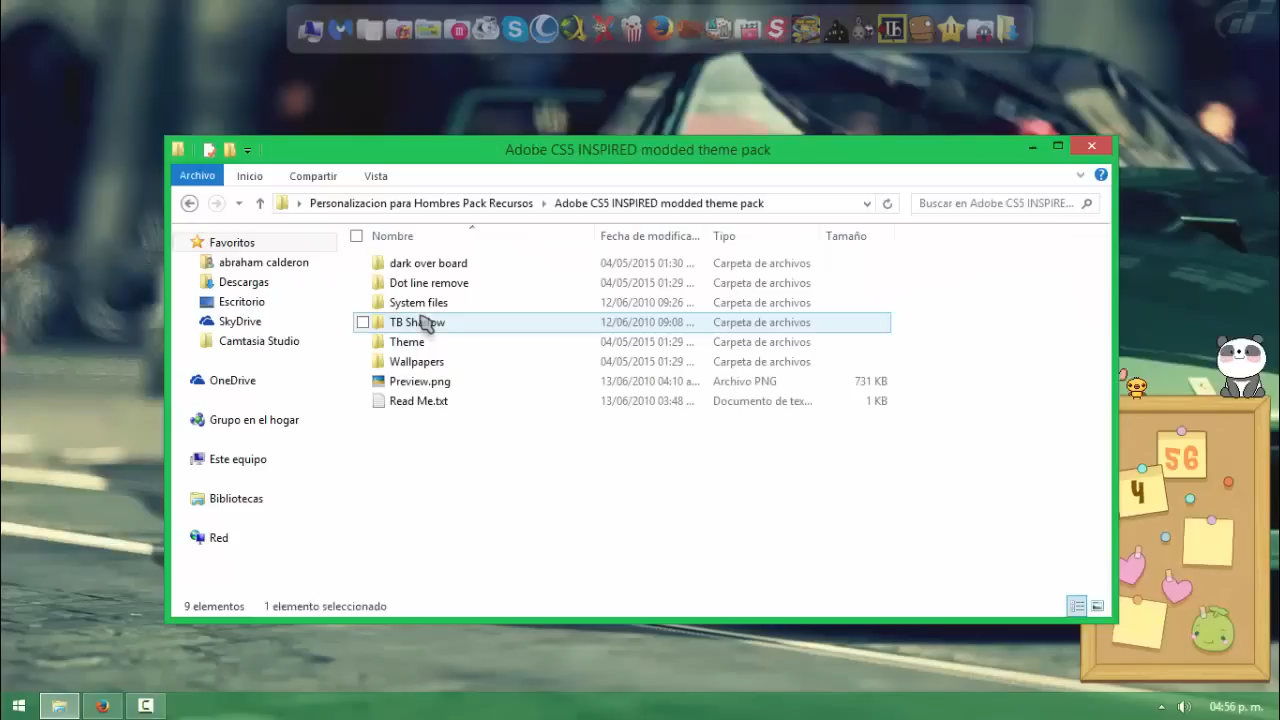 Adobe CS5 INSPIRED modded theme pack
Archivo Inicio Compartir Vista
Personalizacion para Hombres Pack Recursos Adobe CS5 INSPIRED modded theme pack Buscar en Adobe CS5 INSPIRE...
Nombre Fecha de modifica... Tipo Tamaño
Favoritos
abraham calderon
Descargas
Escritorio
SkyDrive
Camtasia Studio
OneDrive
Grupo en el hogar
Este equipo
Bibliotecas
Red
dark over board 04/05/2015 01:30 ... Carpeta de archivos
Dot line remove 04/05/2015 01:29 ... Carpeta de archivos
System files 12/06/2010 09:26 ... Carpeta de archivos
TB Shadow 12/06/2010 09:08 ... Carpeta de archivos
Theme 04/05/2015 01:29 ... Carpeta de archivos
Wallpapers 04/05/2015 01:29 ... Carpeta de archivos
Preview.png 13/06/2010 04:10 a... Archivo PNG 731 KB
Read Me.txt 13/06/2010 03:48 ... Documento de tex... 1 KB
9 elementos 1 elemento seleccionado
56
4
04:56 p. m.